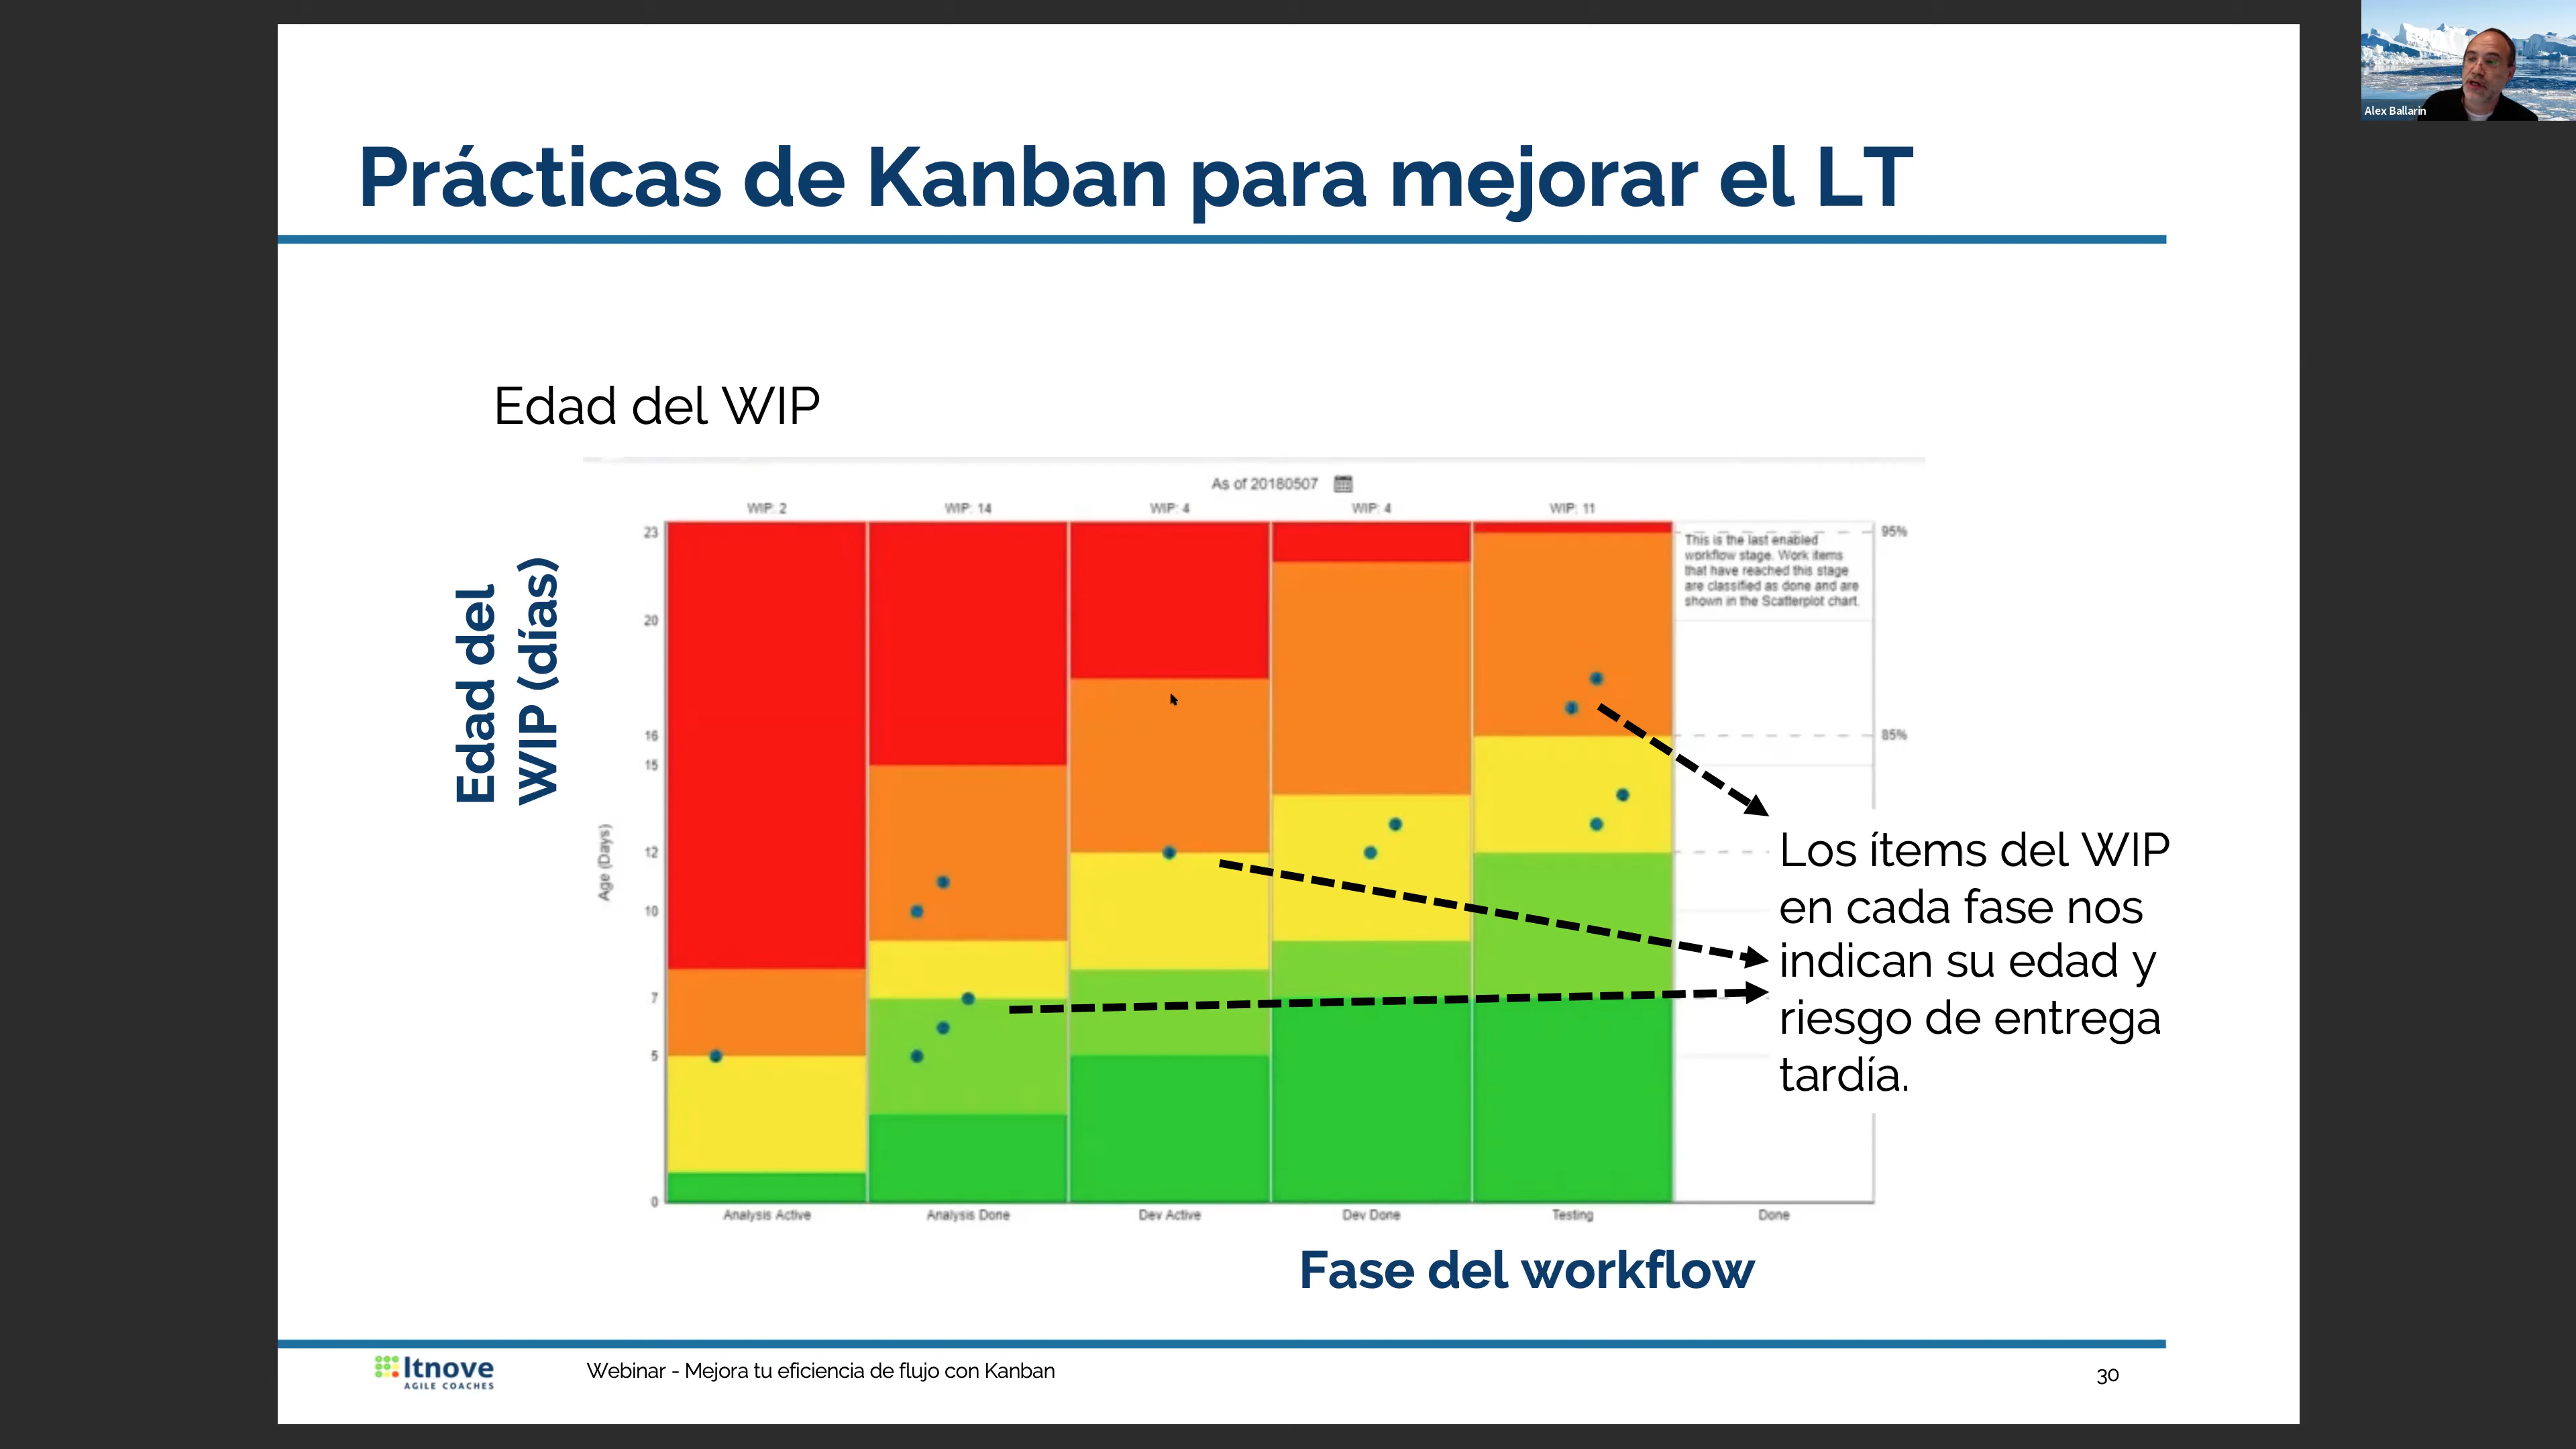 Alex Ballarin
Prácticas de Kanban para mejorar el LT
Edad del WIP
As of 20180507
WIP: 2
WIP: 14
WIP: 4
WIP: 4
WIP: 11
Edad del
WIP (días)
Age (Days)
23
20
16
15
12
10
7
5
0
95%
85%
This is the last enabled
workflow stage. Work items
that have reached this stage
are classified as done and are
shown in the Scatterplot chart.
Los ítems del WIP
en cada fase nos
indican su edad y
riesgo de entrega
tardía.
Analysis Active
Analysis Done
Dev Active
Dev Done
Testing
Done
Fase del workflow
Itnove
AGILE COACHES
Webinar - Mejora tu eficiencia de flujo con Kanban
30